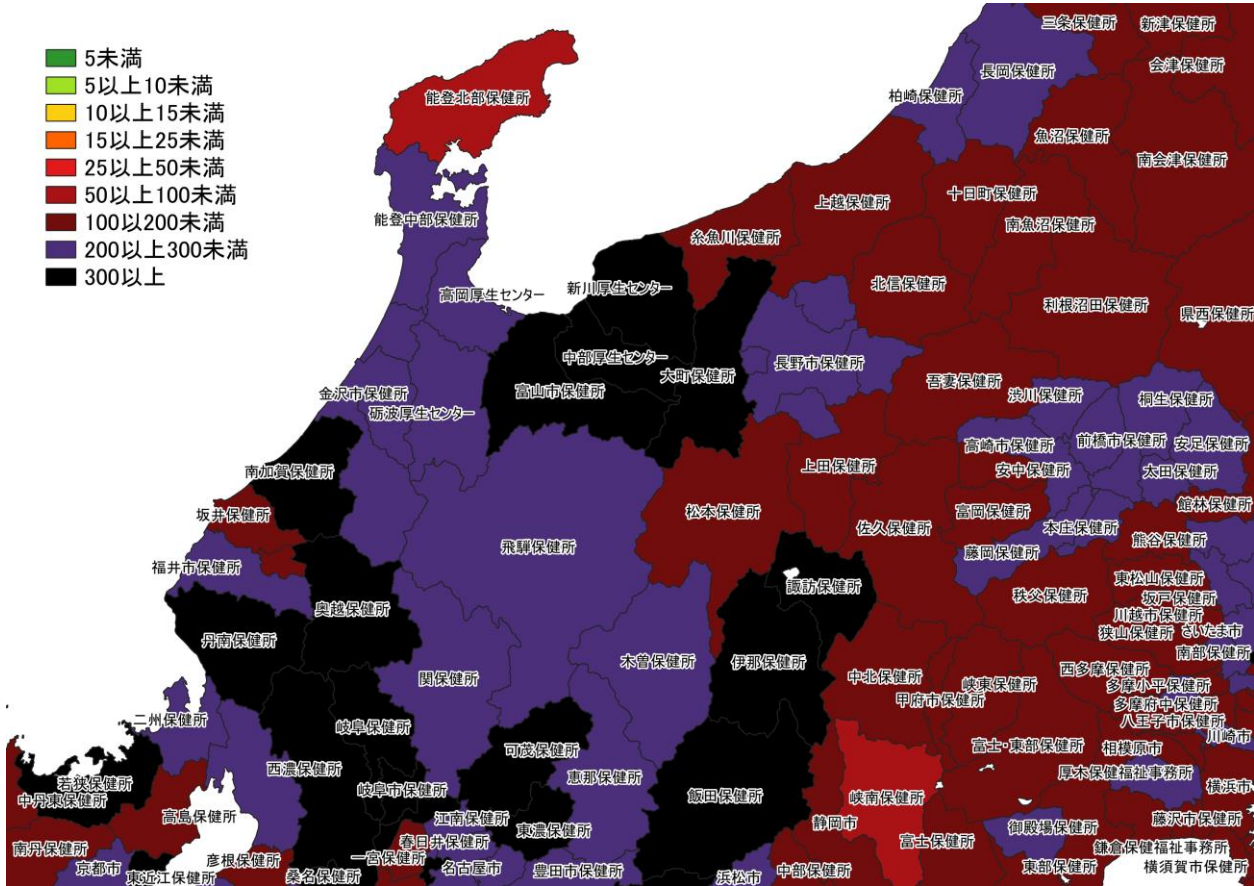 5未満
5以上10未満
10以上15未満
15以上25未満
25以上50未満
50以上100未満
100以200未満
200以上300未満
300以上
三条保健所
新津保健所
長岡保健所
会津保健所
柏崎保健所
能登北部保健所
魚沼保健所
南会津保健所
十日町保健所
上越保健所
能登中部保健所
南魚沼保健所
糸魚川保健所
北信保健所
新川厚生センター
高岡厚生センター
利根沼田保健所
県西保健所
中部厚生センター
長野市保健所
大町保健所
吾妻保健所
富山市保健所
金沢市保健所
渋川保健所
桐生保健所
砺波厚生センター
高崎市保健所
前橋市保健所
安足保健所
上田保健所
安中保健所
太田保健所
南加賀保健所
館林保健所
松本保健所
富岡保健所
坂井保健所
佐久保健所
本庄保健所
熊谷保健所
飛騨保健所
藤岡保健所
福井市保健所
東松山保健所
諏訪保健所
秩父保健所
坂戸保健所
奥越保健所
川越市保健所
狭山保健所
さいたま市
丹南保健所
木曽保健所
伊那保健所
南部保健所
西多摩保健所
関保健所
中北保健所
峡東保健所
多摩小平保健所
甲府市保健所
多摩府中保健所
二州保健所
岐阜保健所
八王子市保健所
川崎市
可茂保健所
富士・東部保健所
相模原市
西濃保健所
厚木保健福祉事務所
若狭保健所
恵那保健所
横浜市
岐阜市保健所
飯田保健所
峡南保健所
中丹東保健所
高島保健所
江南保健所
藤沢市保健所
静岡市
御殿場保健所
東濃保健所
富士保健所
春日井保健所
南丹保健所
鎌倉保健福祉事務所
一宮保健所
彦根保健所
京都市
名古屋市
豊田市保健所
中部保健所
東部保健所
横須賀市保健所
東近江保健所
桑名保健所
浜松市